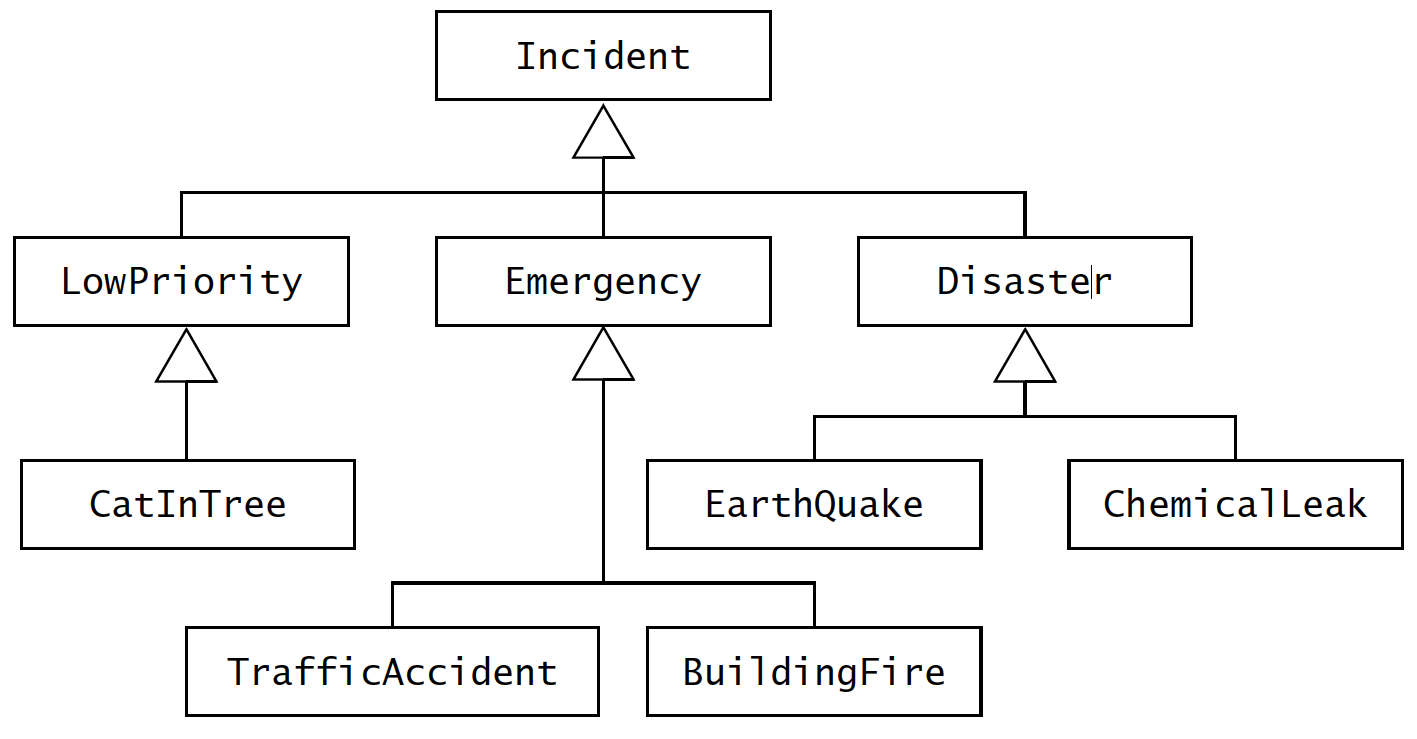 Incident
LowPriority
Emergency
Disaster
CatInTree
EarthQuake
ChemicalLeak
TrafficAccident
BuildingFire